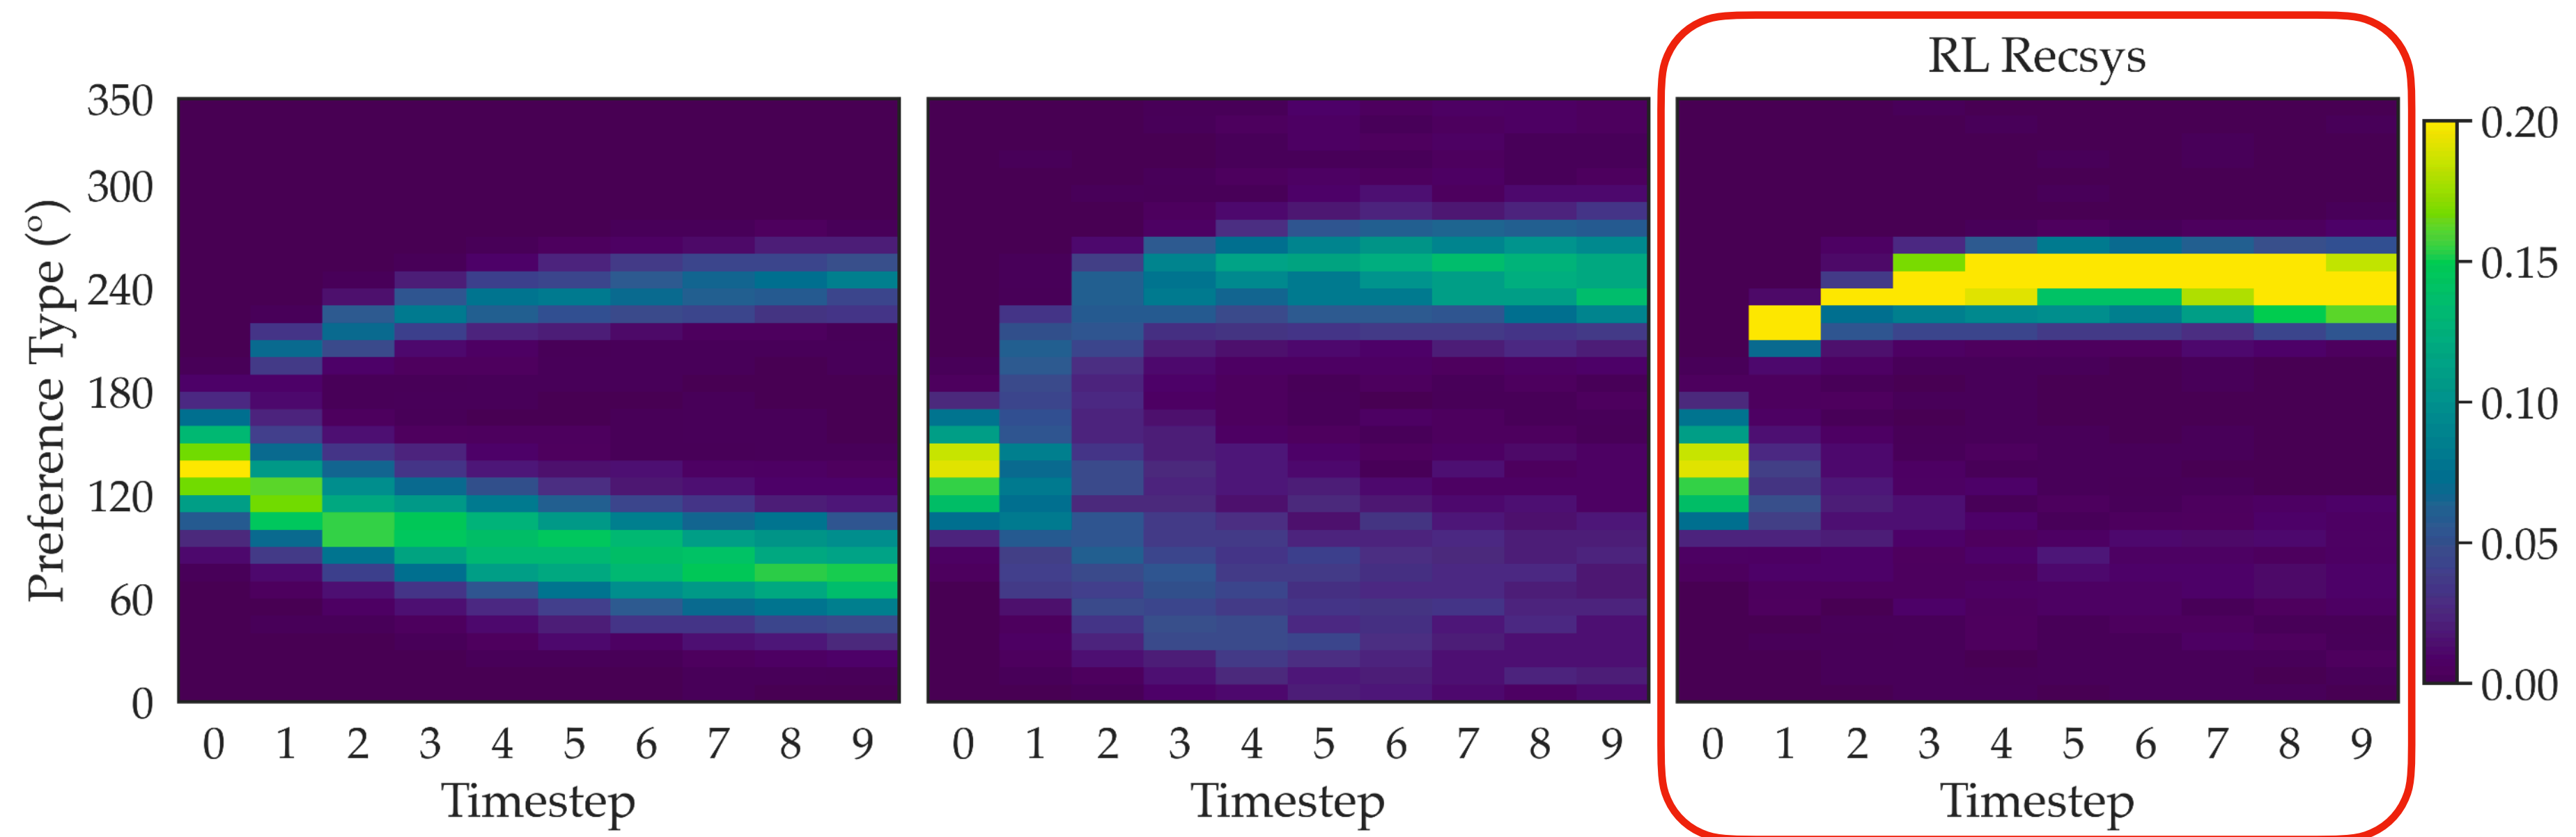 RL Recsys
Preference Type (º)
350
300
240
180
120
60
0
0 1 2 3 4 5 6 7 8 9
Timestep
0 1 2 3 4 5 6 7 8 9
Timestep
0 1 2 3 4 5 6 7 8 9
Timestep
0.20
0.15
0.10
0.05
0.00